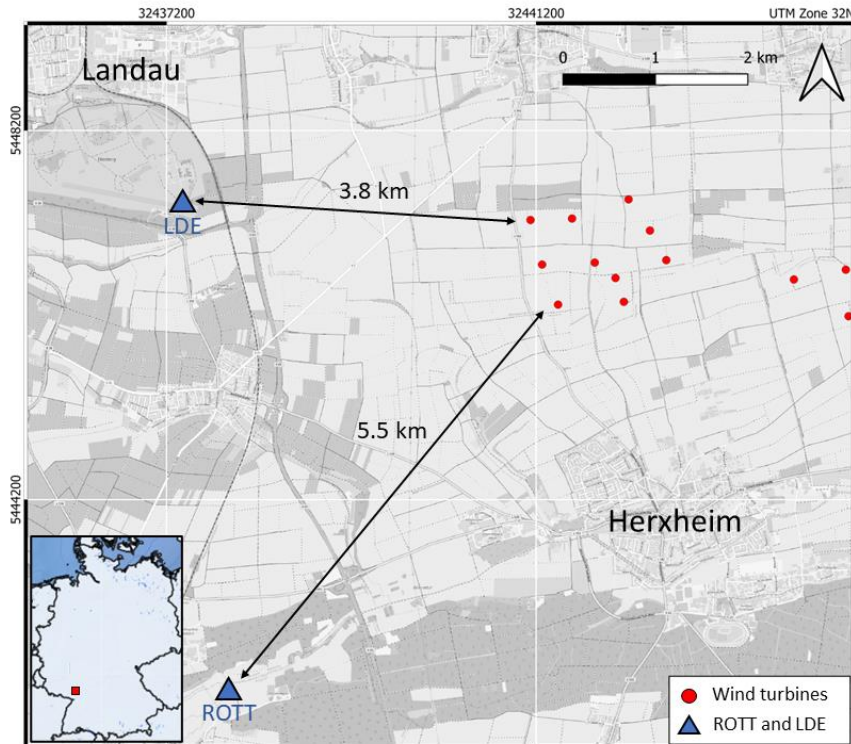 32437200
32441200
UTM Zone 32N
Landau
0 1 2 km
5448200
3.8 km
LDE
5.5 km
5444200
Herxheim
ROTT
Wind turbines
ROTT and LDE